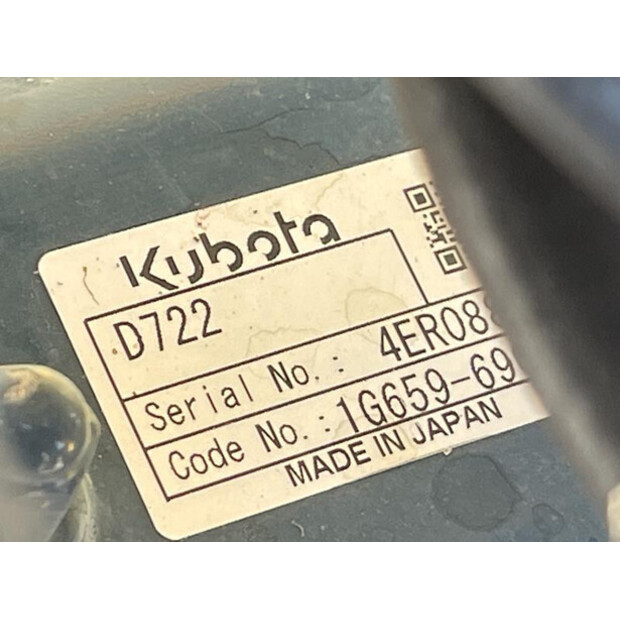 Kubota
D722
Serial No. : 4ER08
Code No. : 1G659-69
MADE IN JAPAN